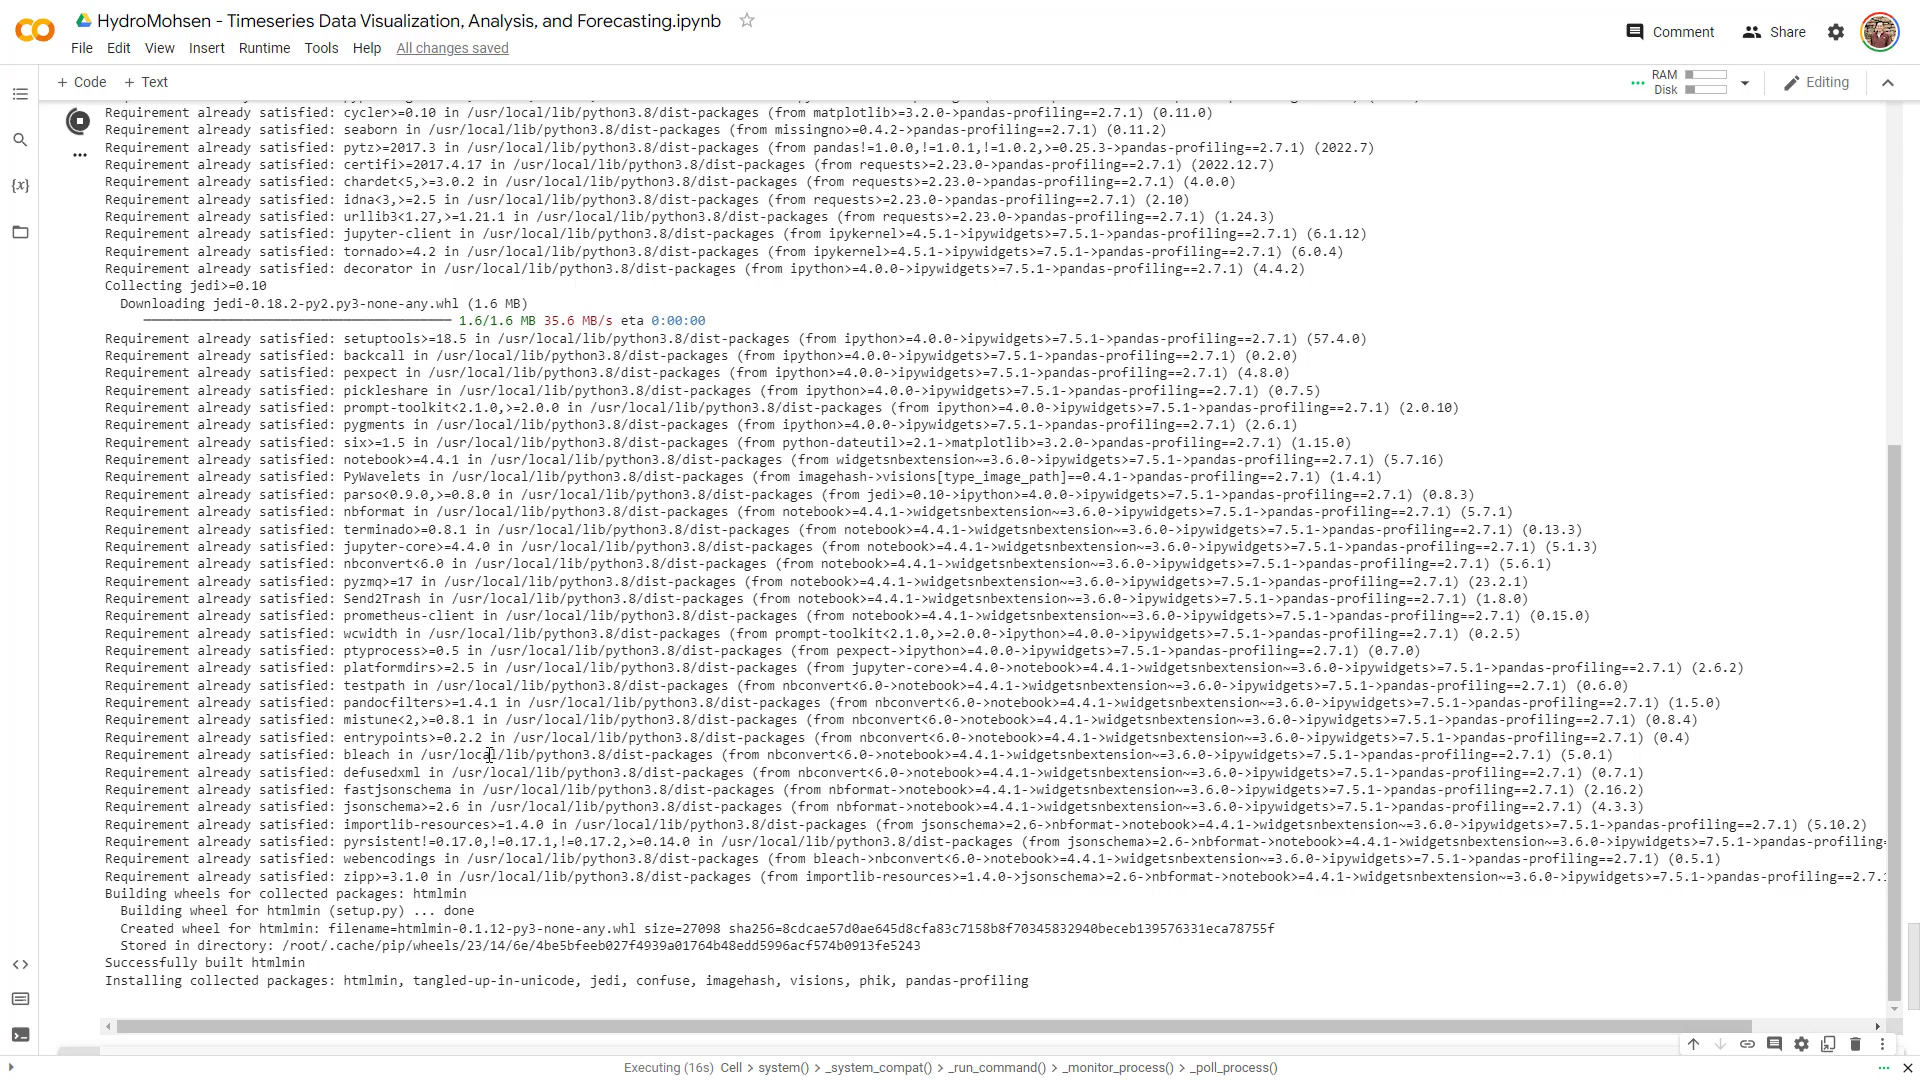 HydroMohsen - Timeseries Data Visualization, Analysis, and Forecasting.ipynb
Comment
Share
File Edit View Insert Runtime Tools Help All changes saved
+ Code + Text
RAM
Disk
Editing
Requirement already satisfied: cycler>=0.10 in /usr/local/lib/python3.8/dist-packages (from matplotlib>=3.2.0->pandas-profiling==2.7.1) (0.11.0)
Requirement already satisfied: seaborn in /usr/local/lib/python3.8/dist-packages (from missingno>=0.4.2->pandas-profiling==2.7.1) (0.11.2)
Requirement already satisfied: pytz>=2017.3 in /usr/local/lib/python3.8/dist-packages (from pandas!=1.0.0,!=1.0.1,!=1.0.2,>=0.25.3->pandas-profiling==2.7.1) (2022.7)
Requirement already satisfied: certifi>=2017.4.17 in /usr/local/lib/python3.8/dist-packages (from requests>=2.23.0->pandas-profiling==2.7.1) (2022.12.7)
Requirement already satisfied: chardet<5,>=3.0.2 in /usr/local/lib/python3.8/dist-packages (from requests>=2.23.0->pandas-profiling==2.7.1) (4.0.0)
Requirement already satisfied: idna<3,>=2.5 in /usr/local/lib/python3.8/dist-packages (from requests>=2.23.0->pandas-profiling==2.7.1) (2.10)
Requirement already satisfied: urllib3<1.27,>=1.21.1 in /usr/local/lib/python3.8/dist-packages (from requests>=2.23.0->pandas-profiling==2.7.1) (1.24.3)
Requirement already satisfied: jupyter-client in /usr/local/lib/python3.8/dist-packages (from ipykernel>=4.5.1->ipywidgets>=7.5.1->pandas-profiling==2.7.1) (6.1.12)
Requirement already satisfied: tornado>=4.2 in /usr/local/lib/python3.8/dist-packages (from ipykernel>=4.5.1->ipywidgets>=7.5.1->pandas-profiling==2.7.1) (6.0.4)
Requirement already satisfied: decorator in /usr/local/lib/python3.8/dist-packages (from ipython>=4.0.0->ipywidgets>=7.5.1->pandas-profiling==2.7.1) (4.4.2)
Collecting jedi>=0.10
Downloading jedi-0.18.2-py2.py3-none-any.whl (1.6 MB)
1.6/1.6 MB 35.6 MB/s eta 0:00:00
Requirement already satisfied: setuptools>=18.5 in /usr/local/lib/python3.8/dist-packages (from ipython>=4.0.0->ipywidgets>=7.5.1->pandas-profiling==2.7.1) (57.4.0)
Requirement already satisfied: backcall in /usr/local/lib/python3.8/dist-packages (from ipython>=4.0.0->ipywidgets>=7.5.1->pandas-profiling==2.7.1) (0.2.0)
Requirement already satisfied: pexpect in /usr/local/lib/python3.8/dist-packages (from ipython>=4.0.0->ipywidgets>=7.5.1->pandas-profiling==2.7.1) (4.8.0)
Requirement already satisfied: pickleshare in /usr/local/lib/python3.8/dist-packages (from ipython>=4.0.0->ipywidgets>=7.5.1->pandas-profiling==2.7.1) (0.7.5)
Requirement already satisfied: prompt-toolkit<2.1.0,>=2.0.0 in /usr/local/lib/python3.8/dist-packages (from ipython>=4.0.0->ipywidgets>=7.5.1->pandas-profiling==2.7.1) (2.0.10)
Requirement already satisfied: pygments in /usr/local/lib/python3.8/dist-packages (from ipython>=4.0.0->ipywidgets>=7.5.1->pandas-profiling==2.7.1) (2.6.1)
Requirement already satisfied: six>=1.5 in /usr/local/lib/python3.8/dist-packages (from python-dateutil>=2.1->matplotlib>=3.2.0->pandas-profiling==2.7.1) (1.15.0)
Requirement already satisfied: notebook>=4.4.1 in /usr/local/lib/python3.8/dist-packages (from widgetsnbextension~=3.6.0->ipywidgets>=7.5.1->pandas-profiling==2.7.1) (5.7.16)
Requirement already satisfied: PyWavelets in /usr/local/lib/python3.8/dist-packages (from imagehash->visions[type_image_path]==0.4.1->pandas-profiling==2.7.1) (1.4.1)
Requirement already satisfied: parso<0.9.0,>=0.8.0 in /usr/local/lib/python3.8/dist-packages (from jedi>=0.10->ipython>=4.0.0->ipywidgets>=7.5.1->pandas-profiling==2.7.1) (0.8.3)
Requirement already satisfied: nbformat in /usr/local/lib/python3.8/dist-packages (from notebook>=4.4.1->widgetsnbextension~=3.6.0->ipywidgets>=7.5.1->pandas-profiling==2.7.1) (5.7.1)
Requirement already satisfied: terminado>=0.8.1 in /usr/local/lib/python3.8/dist-packages (from notebook>=4.4.1->widgetsnbextension~=3.6.0->ipywidgets>=7.5.1->pandas-profiling==2.7.1) (0.13.3)
Requirement already satisfied: jupyter-core>=4.4.0 in /usr/local/lib/python3.8/dist-packages (from notebook>=4.4.1->widgetsnbextension~=3.6.0->ipywidgets>=7.5.1->pandas-profiling==2.7.1) (5.1.3)
Requirement already satisfied: nbconvert<6.0 in /usr/local/lib/python3.8/dist-packages (from notebook>=4.4.1->widgetsnbextension~=3.6.0->ipywidgets>=7.5.1->pandas-profiling==2.7.1) (5.6.1)
Requirement already satisfied: pyzmq>=17 in /usr/local/lib/python3.8/dist-packages (from notebook>=4.4.1->widgetsnbextension~=3.6.0->ipywidgets>=7.5.1->pandas-profiling==2.7.1) (23.2.1)
Requirement already satisfied: Send2Trash in /usr/local/lib/python3.8/dist-packages (from notebook>=4.4.1->widgetsnbextension~=3.6.0->ipywidgets>=7.5.1->pandas-profiling==2.7.1) (1.8.0)
Requirement already satisfied: prometheus-client in /usr/local/lib/python3.8/dist-packages (from notebook>=4.4.1->widgetsnbextension~=3.6.0->ipywidgets>=7.5.1->pandas-profiling==2.7.1) (0.15.0)
Requirement already satisfied: wcwidth in /usr/local/lib/python3.8/dist-packages (from prompt-toolkit<2.1.0,>=2.0.0->ipython>=4.0.0->ipywidgets>=7.5.1->pandas-profiling==2.7.1) (0.2.5)
Requirement already satisfied: ptyprocess>=0.5 in /usr/local/lib/python3.8/dist-packages (from pexpect->ipython>=4.0.0->ipywidgets>=7.5.1->pandas-profiling==2.7.1) (0.7.0)
Requirement already satisfied: platformdirs>=2.5 in /usr/local/lib/python3.8/dist-packages (from jupyter-core>=4.4.0->notebook>=4.4.1->widgetsnbextension~=3.6.0->ipywidgets>=7.5.1->pandas-profiling==2.7.1) (2.6.2)
Requirement already satisfied: testpath in /usr/local/lib/python3.8/dist-packages (from nbconvert<6.0->notebook>=4.4.1->widgetsnbextension~=3.6.0->ipywidgets>=7.5.1->pandas-profiling==2.7.1) (0.6.0)
Requirement already satisfied: pandocfilters>=1.4.1 in /usr/local/lib/python3.8/dist-packages (from nbconvert<6.0->notebook>=4.4.1->widgetsnbextension~=3.6.0->ipywidgets>=7.5.1->pandas-profiling==2.7.1) (1.5.0)
Requirement already satisfied: mistune<2,>=0.8.1 in /usr/local/lib/python3.8/dist-packages (from nbconvert<6.0->notebook>=4.4.1->widgetsnbextension~=3.6.0->ipywidgets>=7.5.1->pandas-profiling==2.7.1) (0.8.4)
Requirement already satisfied: entrypoints>=0.2.2 in /usr/local/lib/python3.8/dist-packages (from nbconvert<6.0->notebook>=4.4.1->widgetsnbextension~=3.6.0->ipywidgets>=7.5.1->pandas-profiling==2.7.1) (0.4)
Requirement already satisfied: bleach in /usr/local/lib/python3.8/dist-packages (from nbconvert<6.0->notebook>=4.4.1->widgetsnbextension~=3.6.0->ipywidgets>=7.5.1->pandas-profiling==2.7.1) (5.0.1)
Requirement already satisfied: defusedxml in /usr/local/lib/python3.8/dist-packages (from nbconvert<6.0->notebook>=4.4.1->widgetsnbextension~=3.6.0->ipywidgets>=7.5.1->pandas-profiling==2.7.1) (0.7.1)
Requirement already satisfied: fastjsonschema in /usr/local/lib/python3.8/dist-packages (from nbformat->notebook>=4.4.1->widgetsnbextension~=3.6.0->ipywidgets>=7.5.1->pandas-profiling==2.7.1) (2.16.2)
Requirement already satisfied: jsonschema>=2.6 in /usr/local/lib/python3.8/dist-packages (from nbformat->notebook>=4.4.1->widgetsnbextension~=3.6.0->ipywidgets>=7.5.1->pandas-profiling==2.7.1) (4.3.3)
Requirement already satisfied: importlib-resources>=1.4.0 in /usr/local/lib/python3.8/dist-packages (from jsonschema>=2.6->nbformat->notebook>=4.4.1->widgetsnbextension~=3.6.0->ipywidgets>=7.5.1->pandas-profiling==2.7.1) (5.10.2)
Requirement already satisfied: pyrsistent!=0.17.0,!=0.17.1,!=0.17.2,>=0.14.0 in /usr/local/lib/python3.8/dist-packages (from jsonschema>=2.6->nbformat->notebook>=4.4.1->widgetsnbextension~=3.6.0->ipywidgets>=7.5.1->pandas-profiling-
Requirement already satisfied: webencodings in /usr/local/lib/python3.8/dist-packages (from bleach->nbconvert<6.0->notebook>=4.4.1->widgetsnbextension~=3.6.0->ipywidgets>=7.5.1->pandas-profiling==2.7.1) (0.5.1)
Requirement already satisfied: zipp>=3.1.0 in /usr/local/lib/python3.8/dist-packages (from importlib-resources>=1.4.0->jsonschema>=2.6->nbformat->notebook>=4.4.1->widgetsnbextension~=3.6.0->ipywidgets>=7.5.1->pandas-profiling==2.7.1
Building wheels for collected packages: htmlmin
Building wheel for htmlmin (setup.py) ... done
Created wheel for htmlmin: filename=htmlmin-0.1.12-py3-none-any.whl size=27098 sha256=8cdcae57d0ae645d8cfa83c7158b8f70345832940beceb139576331eca78755f
Stored in directory: /root/.cache/pip/wheels/23/14/6e/4be5bfeeb027f4939a01764b48edd5996acf574b0913fe5243
Successfully built htmlmin
Installing collected packages: htmlmin, tangled-up-in-unicode, jedi, confuse, imagehash, visions, phik, pandas-profiling
Executing (16s) Cell > system() > _system_compat() > _run_command() > _monitor_process() > _poll_process()